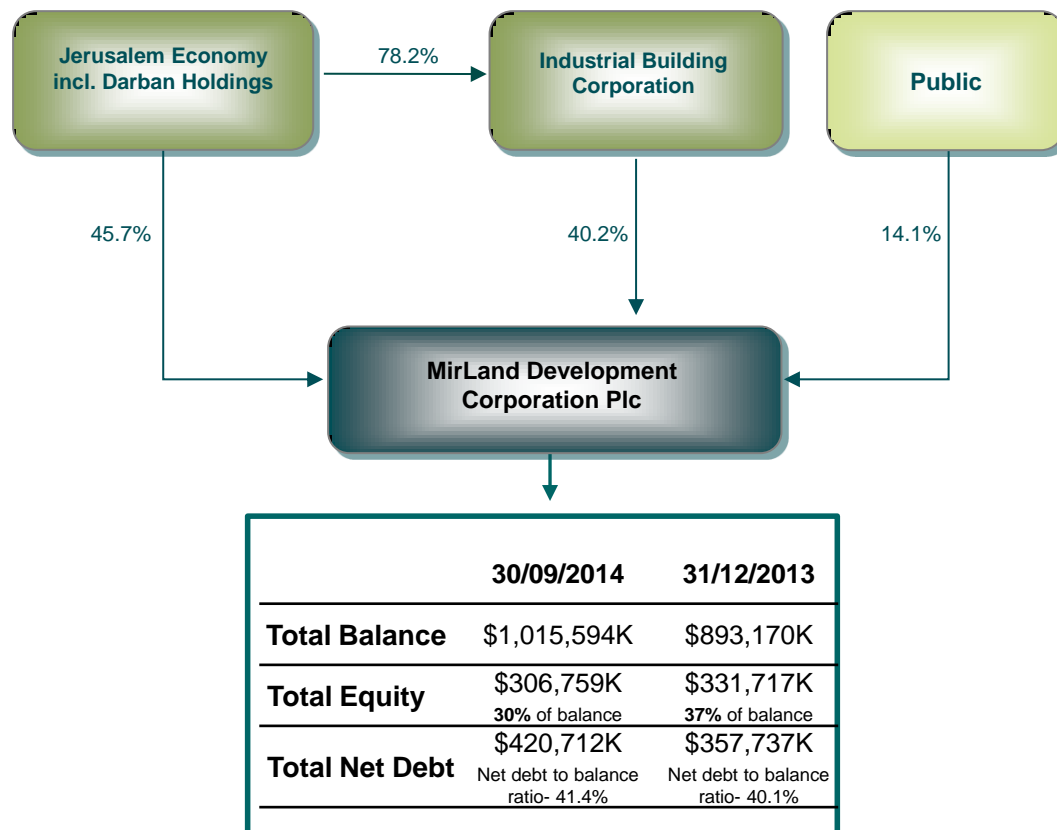 Jerusalem Economy
incl. Darban Holdings
78.2%
Industrial Building
Corporation
Public
45.7%
40.2%
14.1%
MirLand Development
Corporation Plc
30/09/2014 31/12/2013
Total Balance $1,015,594K $893,170K
Total Equity $306,759K $331,717K
30% of balance 37% of balance
Total Net Debt $420,712K $357,737K
Net debt to balance Net debt to balance
ratio- 41.4% ratio- 40.1%